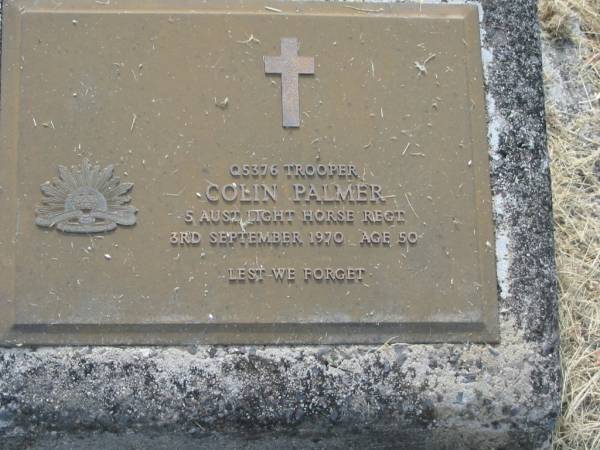 QS376 TROOPER
COLIN PALMER
5 AUST. LIGHT HORSE REGT.
3RD SEPTEMBER 1970 AGE 50
LEST WE FORGET